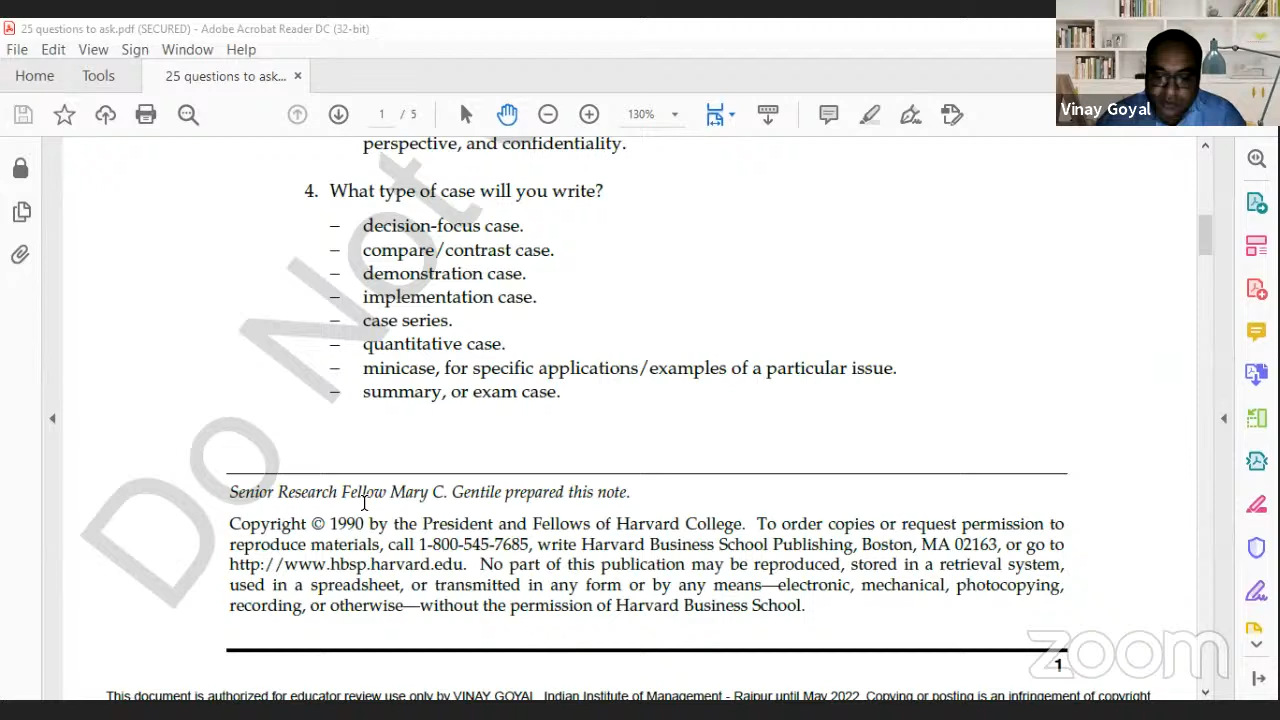 25 questions to ask.pdf (SECURED) - Adobe Acrobat Reader DC (32-bit)
File Edit View Sign Window Help
Home Tools 25 questions to ask... ×
1 / 5 130%
Vinay Goyal
perspective, and confidentiality.
4. What type of case will you write?
– decision-focus case.
– compare/contrast case.
– demonstration case.
– implementation case.
– case series.
– quantitative case.
– minicase, for specific applications/examples of a particular issue.
– summary, or exam case.
Do Not
Senior Research Fellow Mary C. Gentile prepared this note.
Copyright © 1990 by the President and Fellows of Harvard College. To order copies or request permission to
reproduce materials, call 1-800-545-7685, write Harvard Business School Publishing, Boston, MA 02163, or go to
http://www.hbsp.harvard.edu. No part of this publication may be reproduced, stored in a retrieval system,
used in a spreadsheet, or transmitted in any form or by any means—electronic, mechanical, photocopying,
recording, or otherwise—without the permission of Harvard Business School.
zoom
1
This document is authorized for educator review use only by VINAY GOYAL, Indian Institute of Management - Raipur until May 2022. Copying or posting is an infringement of copyright